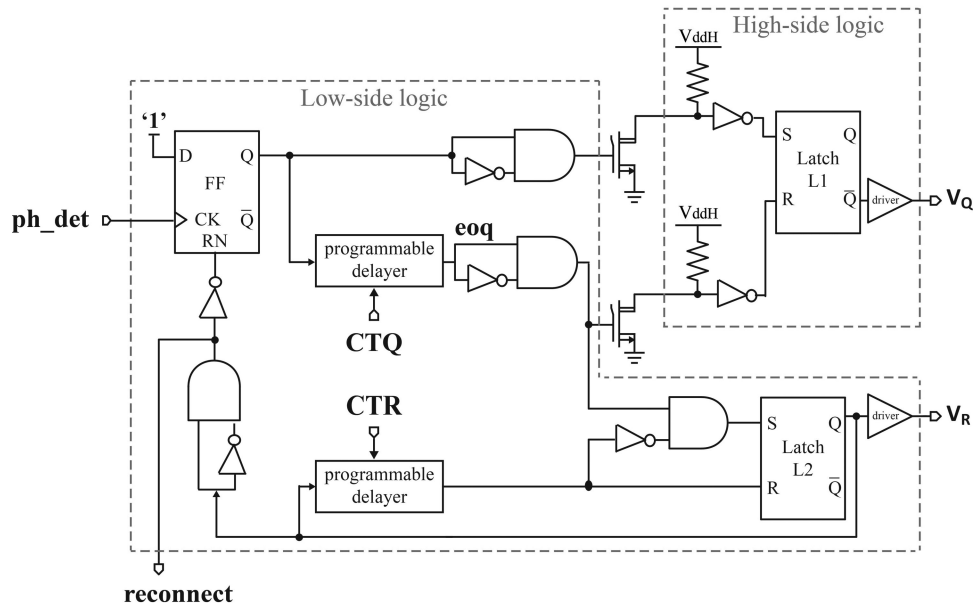 High-side logic
VddH
Low-side logic
‘1’
D
Q
FF
ph_det
CK
Q̅
RN
S
Q
Latch
L1
R
Q̅
driver
VQ
VddH
programmable
delayer
eoq
CTQ
CTR
programmable
delayer
S
Q
Latch
L2
R
Q̅
driver
VR
reconnect